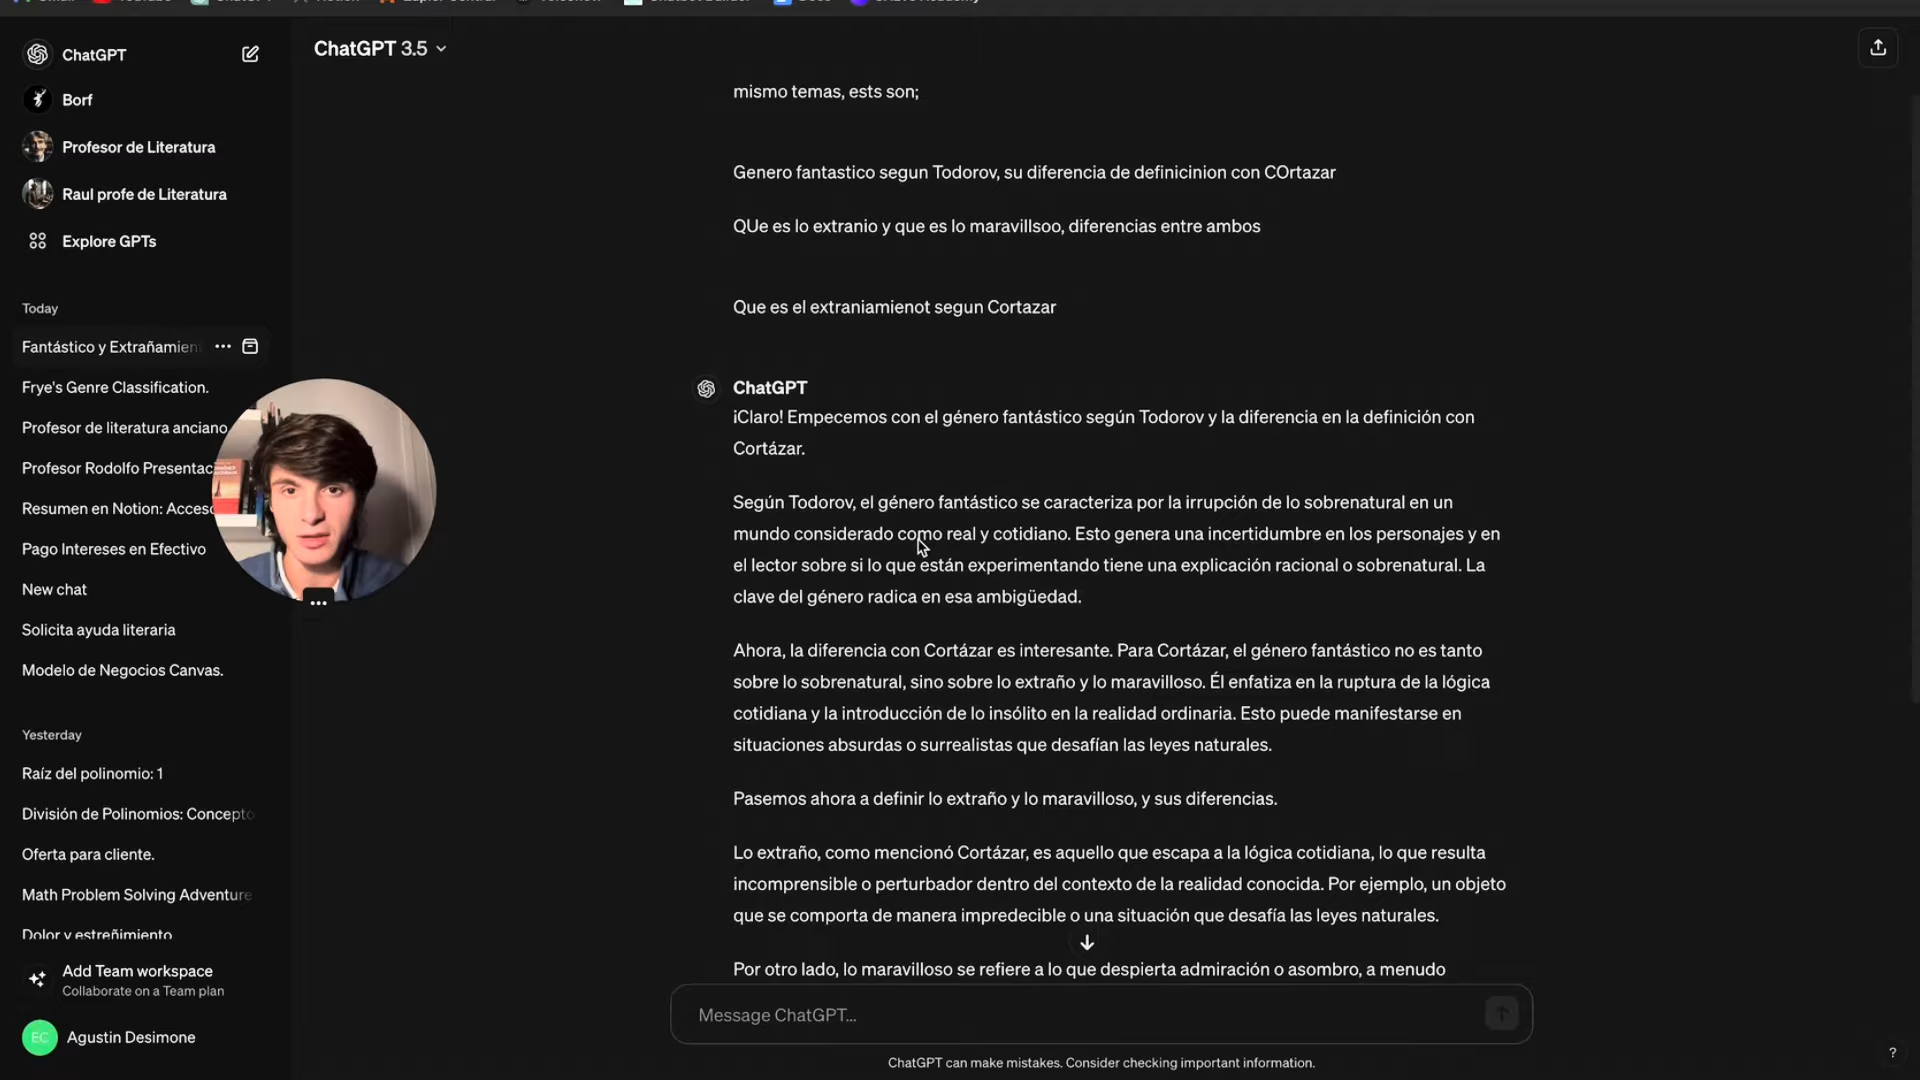 ChatGPT
Borf
Profesor de Literatura
Raul profe de Literatura
Explore GPTs
Today
Fantástico y Extrañamien
Frye's Genre Classification.
Profesor de literatura anciano
Profesor Rodolfo Presentac
Resumen en Notion: Acceso
Pago Intereses en Efectivo
New chat
Solicita ayuda literaria
Modelo de Negocios Canvas.
Yesterday
Raíz del polinomio: 1
División de Polinomios: Concepto
Oferta para cliente.
Math Problem Solving Adventure
Dolor y estreñimiento
Add Team workspace
Collaborate on a Team plan
EC
Agustin Desimone
ChatGPT 3.5
mismo temas, ests son;
Genero fantastico segun Todorov, su diferencia de definicinion con COrtazar
QUe es lo extranio y que es lo maravillsoo, diferencias entre ambos
Que es el extraniamienot segun Cortazar
ChatGPT
¡Claro! Empecemos con el género fantástico según Todorov y la diferencia en la definición con
Cortázar.
Según Todorov, el género fantástico se caracteriza por la irrupción de lo sobrenatural en un
mundo considerado como real y cotidiano. Esto genera una incertidumbre en los personajes y en
el lector sobre si lo que están experimentando tiene una explicación racional o sobrenatural. La
clave del género radica en esa ambigüedad.
Ahora, la diferencia con Cortázar es interesante. Para Cortázar, el género fantástico no es tanto
sobre lo sobrenatural, sino sobre lo extraño y lo maravilloso. Él enfatiza en la ruptura de la lógica
cotidiana y la introducción de lo insólito en la realidad ordinaria. Esto puede manifestarse en
situaciones absurdas o surrealistas que desafían las leyes naturales.
Pasemos ahora a definir lo extraño y lo maravilloso, y sus diferencias.
Lo extraño, como mencionó Cortázar, es aquello que escapa a la lógica cotidiana, lo que resulta
incomprensible o perturbador dentro del contexto de la realidad conocida. Por ejemplo, un objeto
que se comporta de manera impredecible o una situación que desafía las leyes naturales.
Por otro lado, lo maravilloso se refiere a lo que despierta admiración o asombro, a menudo
Message ChatGPT...
ChatGPT can make mistakes. Consider checking important information.
?